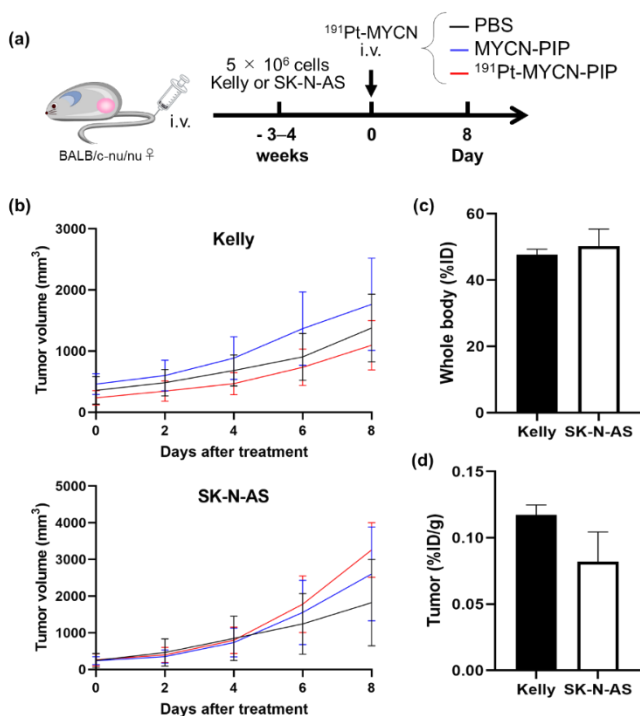 (a)
¹⁹¹Pt-MYCN
i.v.
PBS
MYCN-PIP
¹⁹¹Pt-MYCN-PIP
5 × 10⁶ cells
Kelly or SK-N-AS
i.v.
BALB/c-nu/nu ♀
- 3–4
weeks
0
8
Day
(b)
Kelly
Tumor volume (mm³)
3000
2000
1000
0
0 2 4 6 8
Days after treatment
SK-N-AS
Tumor volume (mm³)
5000
4000
3000
2000
1000
0
0 2 4 6 8
Days after treatment
(c)
Whole body (%ID)
60
40
20
0
Kelly SK-N-AS
(d)
Tumor (%ID/g)
0.15
0.10
0.05
0.00
Kelly SK-N-AS